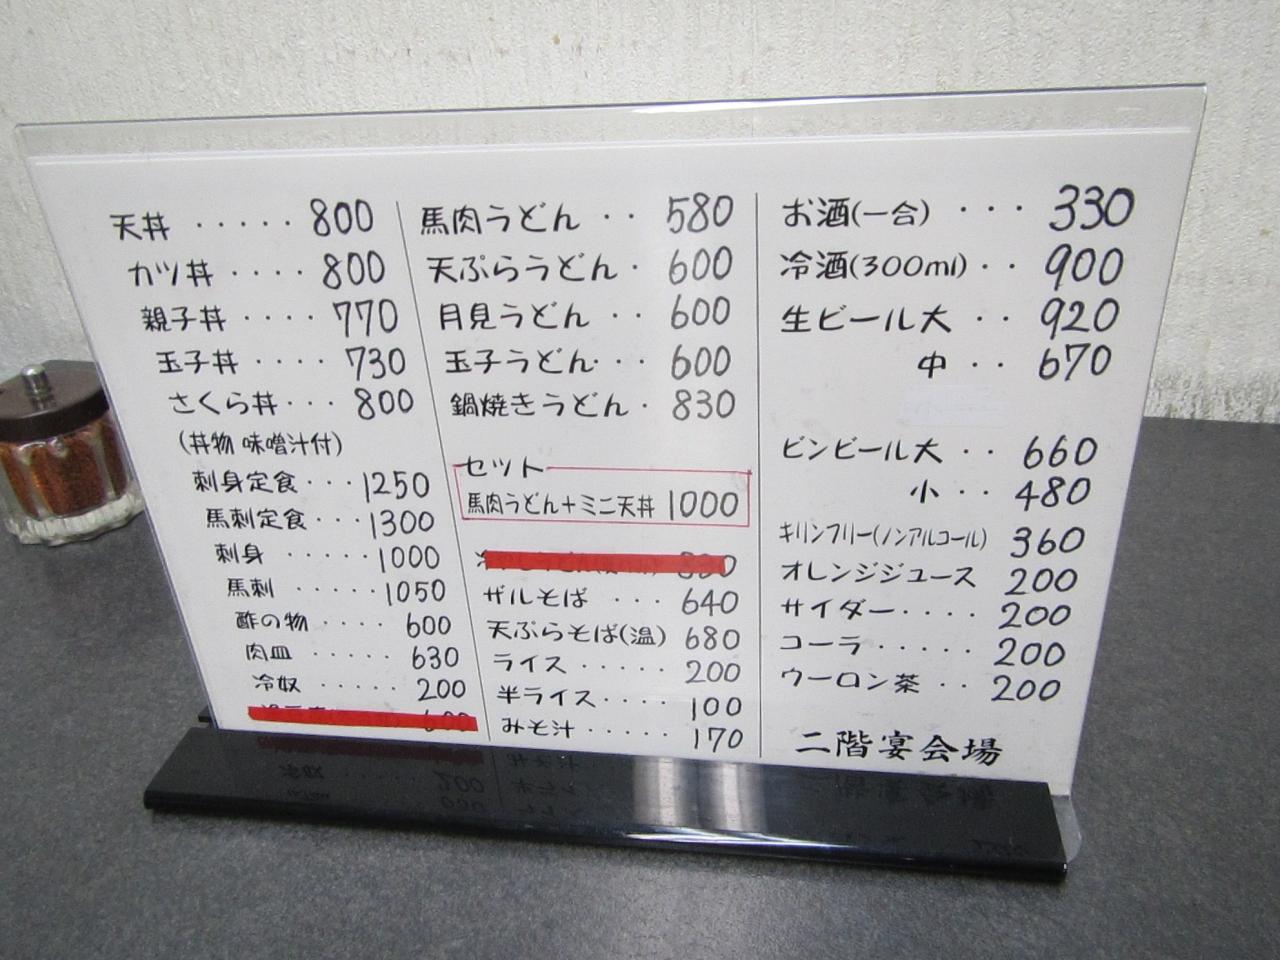 天丼 ····· 800
カツ丼 ···· 800
親子丼 ···· 770
玉子丼 ···· 730
さくら丼 ··· 800
(丼物 味噌汁付)
刺身定食 ··· 1250
馬刺定食 ··· 1300
刺身 ····· 1000
馬刺 ····· 1050
酢の物 ···· 600
肉皿 ····· 630
冷奴 ····· 200
600
馬肉うどん ·· 580
天ぷらうどん · 600
月見うどん ·· 600
玉子うどん ·· 600
鍋焼きうどん · 830
セット
馬肉うどん+ミニ天丼 1000
ザルそば ··· 640
天ぷらそば(温) 680
ライス ····· 200
半ライス ···· 100
みそ汁 ····· 170
お酒(一合) ··· 330
冷酒(300ml) ·· 900
生ビール大 ·· 920
中 ·· 670
ビンビール大 ·· 660
小 ·· 480
キリンフリー(ノンアルコール) 360
オレンジジュース 200
サイダー ···· 200
コーラ ····· 200
ウーロン茶 ·· 200
二階宴会場